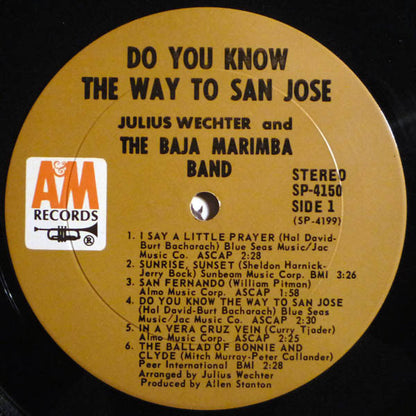 DO YOU KNOW
THE WAY TO SAN JOSE
JULIUS WECHTER and
THE BAJA MARIMBA
BAND
STEREO
SP-4150
SIDE 1
(SP-4199)
A&M
RECORDS
®
1. I SAY A LITTLE PRAYER (Hal David-
Burt Bacharach) Blue Seas Music/Jac
Music Co. ASCAP 2:28
2. SUNRISE, SUNSET (Sheldon Harnick-
Jerry Bock) Sunbeam Music Corp. BMI 3:26
3. SAN FERNANDO (William Pitman)
Almo Music Corp. ASCAP 1:58
4. DO YOU KNOW THE WAY TO SAN JOSE
(Hal David-Burt Bacharach) Blue Seas
Music/Jac Music Co. ASCAP 2:30
5. IN A VERA CRUZ VEIN (Curry Tjader)
Almo Music Corp. ASCAP 2:25
6. THE BALLAD OF BONNIE AND
CLYDE (Mitch Murray-Peter Callander)
Peer International BMI 2:28
Arranged by Julius Wechter
Produced by Allen Stanton